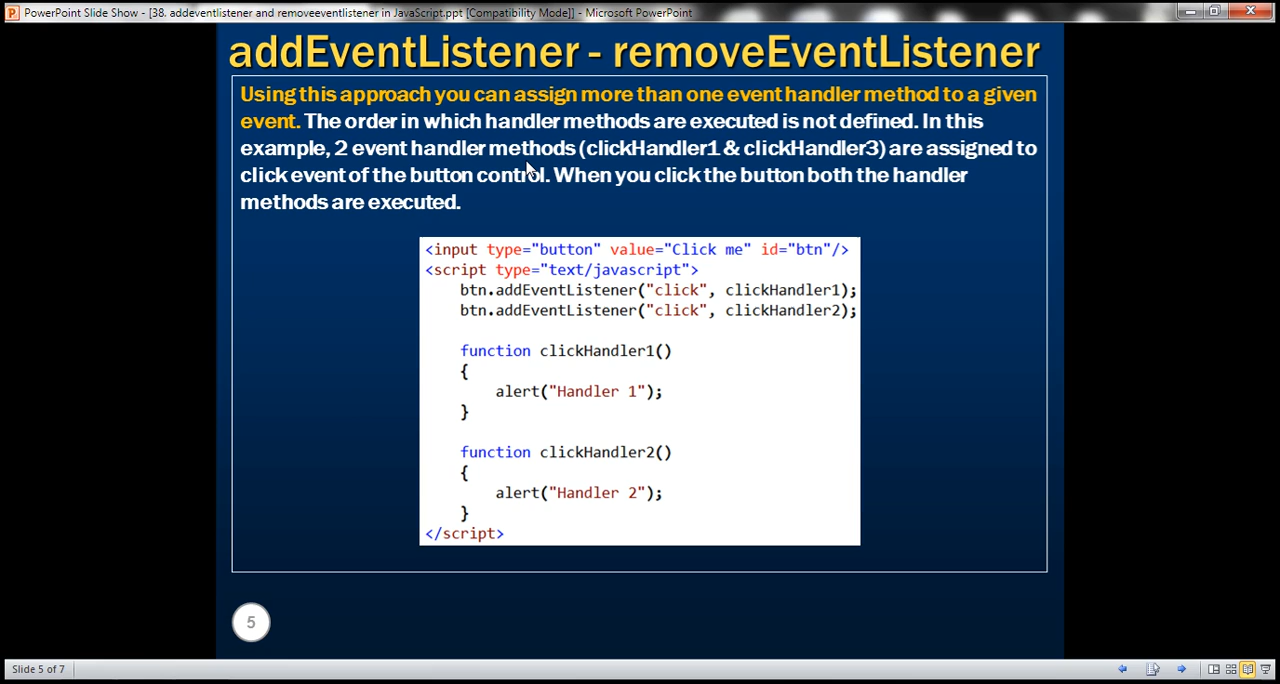 PowerPoint Slide Show - [38. addeventlistener and removeeventlistener in JavaScript.ppt [Compatibility Mode]] - Microsoft PowerPoint
addEventListener - removeEventListener
Using this approach you can assign more than one event handler method to a given
event. The order in which handler methods are executed is not defined. In this
example, 2 event handler methods (clickHandler1 & clickHandler3) are assigned to
click event of the button control. When you click the button both the handler
methods are executed.
<input type="button" value="Click me" id="btn"/>
<script type="text/javascript">
btn.addEventListener("click", clickHandler1);
btn.addEventListener("click", clickHandler2);
function clickHandler1()
{
alert("Handler 1");
}
function clickHandler2()
{
alert("Handler 2");
}
</script>
5
Slide 5 of 7